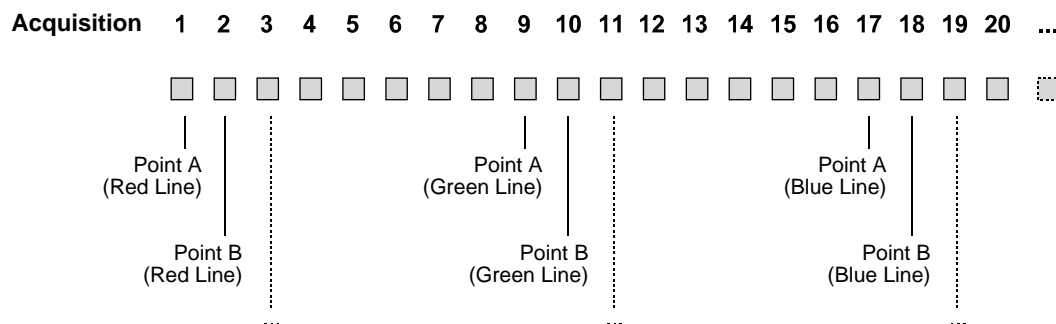 Acquisition 1 2 3 4 5 6 7 8 9 10 11 12 13 14 15 16 17 18 19 20 ...
Point A
(Red Line)
Point A
(Green Line)
Point A
(Blue Line)
Point B
(Red Line)
Point B
(Green Line)
Point B
(Blue Line)